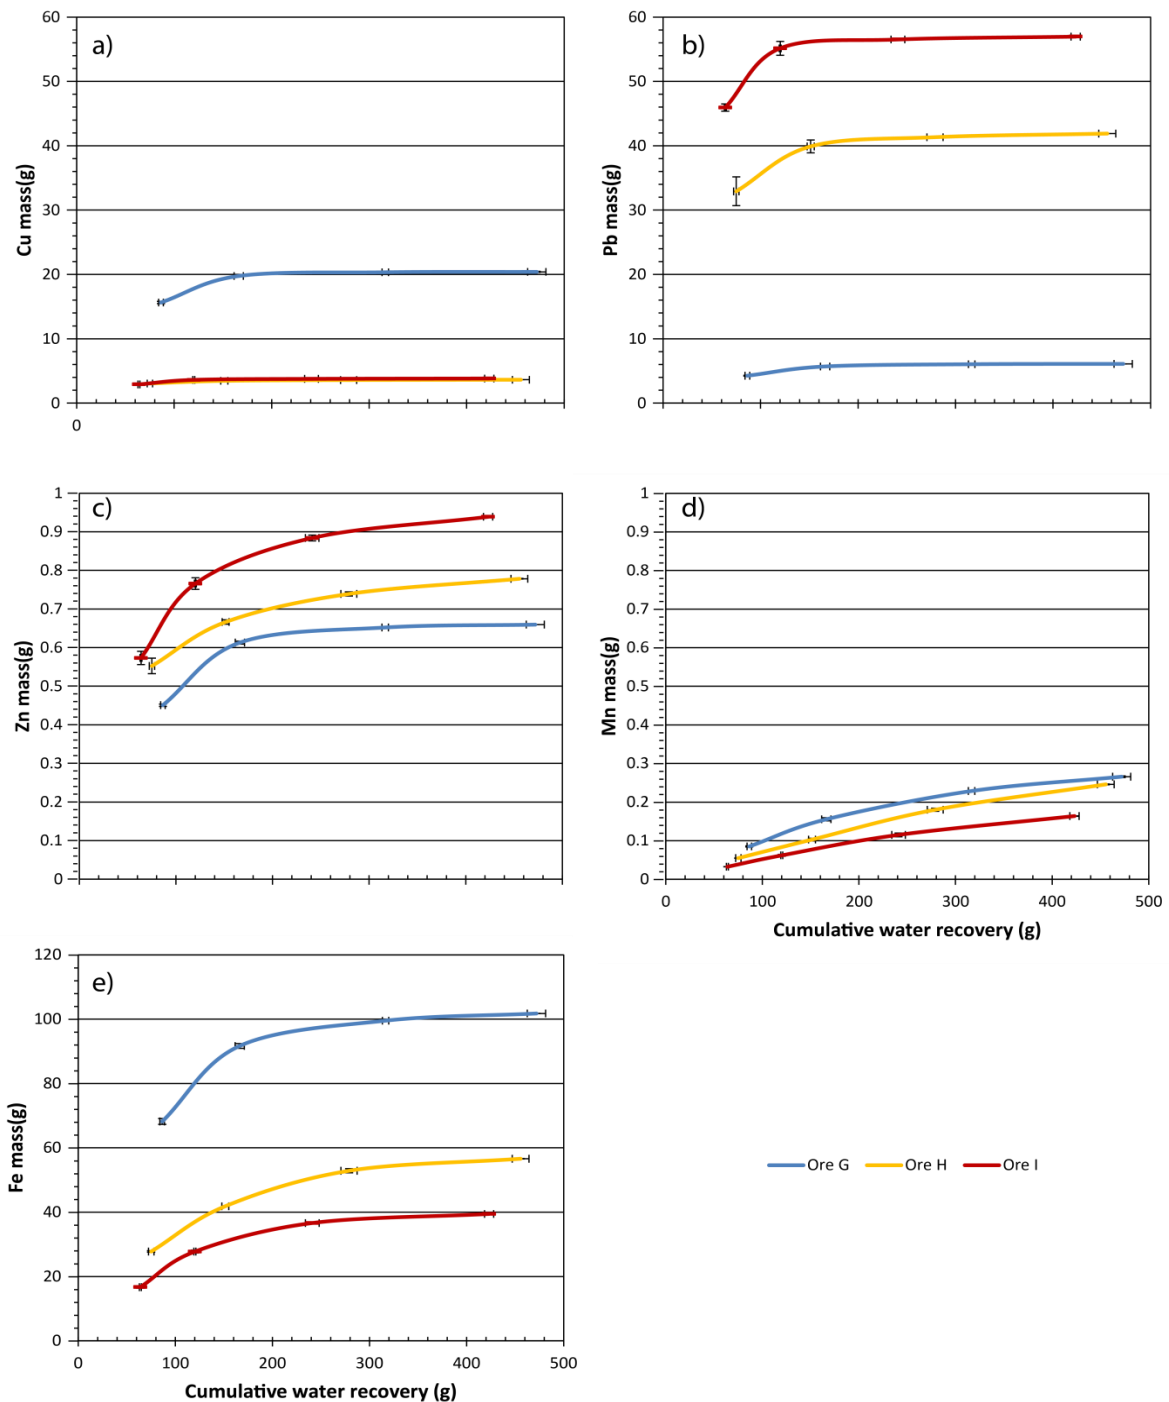 a)
Cu mass(g)
60
50
40
30
20
10
0
0
b)
Pb mass(g)
60
50
40
30
20
10
0
c)
Zn mass(g)
1
0.9
0.8
0.7
0.6
0.5
0.4
0.3
0.2
0.1
0
d)
Mn mass(g)
1
0.9
0.8
0.7
0.6
0.5
0.4
0.3
0.2
0.1
0
0 100 200 300 400 500
Cumulative water recovery (g)
e)
Fe mass(g)
120
100
80
60
40
20
0
0 100 200 300 400 500
Cumulative water recovery (g)
Ore G Ore H Ore I